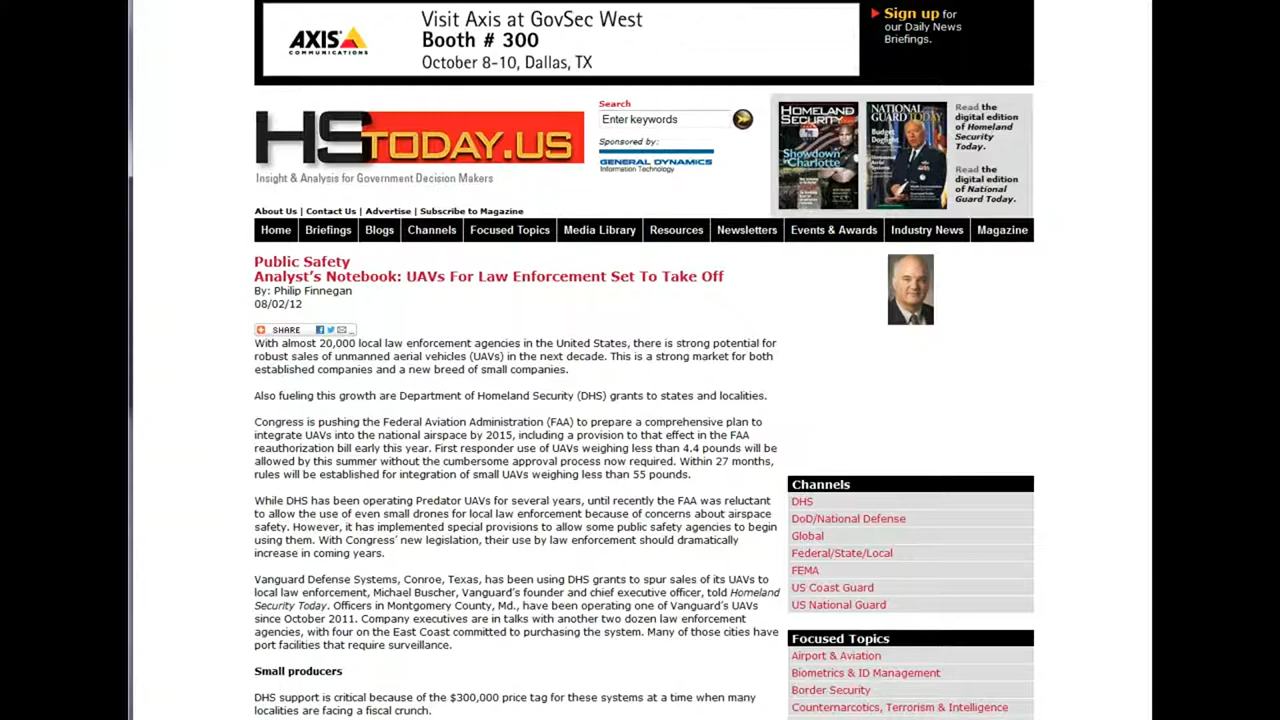 Visit Axis at GovSec West
Booth # 300
October 8-10, Dallas, TX
AXIS
COMMUNICATIONS
Sign up for
our Daily News
Briefings.
HSTODAY.US
Insight & Analysis for Government Decision Makers
Search
Enter keywords
Sponsored by:
GENERAL DYNAMICS
Information Technology
HOMELAND
SECURITY
Showdown
Charlotte
NATIONAL
GUARD TODAY
Budget
Dogfight
Read the
digital edition
of Homeland
Security
Today.
Read the
digital edition
of National
Guard Today.
About Us | Contact Us | Advertise | Subscribe to Magazine
Home Briefings Blogs Channels Focused Topics Media Library Resources Newsletters Events & Awards Industry News Magazine
Public Safety
Analyst's Notebook: UAVs For Law Enforcement Set To Take Off
By: Philip Finnegan
08/02/12
SHARE
With almost 20,000 local law enforcement agencies in the United States, there is strong potential for
robust sales of unmanned aerial vehicles (UAVs) in the next decade. This is a strong market for both
established companies and a new breed of small companies.
Also fueling this growth are Department of Homeland Security (DHS) grants to states and localities.
Congress is pushing the Federal Aviation Administration (FAA) to prepare a comprehensive plan to
integrate UAVs into the national airspace by 2015, including a provision to that effect in the FAA
reauthorization bill early this year. First responder use of UAVs weighing less than 4.4 pounds will be
allowed by this summer without the cumbersome approval process now required. Within 27 months,
rules will be established for integration of small UAVs weighing less than 55 pounds.
While DHS has been operating Predator UAVs for several years, until recently the FAA was reluctant
to allow the use of even small drones for local law enforcement because of concerns about airspace
safety. However, it has implemented special provisions to allow some public safety agencies to begin
using them. With Congress' new legislation, their use by law enforcement should dramatically
increase in coming years.
Vanguard Defense Systems, Conroe, Texas, has been using DHS grants to spur sales of its UAVs to
local law enforcement, Michael Buscher, Vanguard's founder and chief executive officer, told Homeland
Security Today. Officers in Montgomery County, Md., have been operating one of Vanguard's UAVs
since October 2011. Company executives are in talks with another two dozen law enforcement
agencies, with four on the East Coast committed to purchasing the system. Many of those cities have
port facilities that require surveillance.
Small producers
DHS support is critical because of the $300,000 price tag for these systems at a time when many
localities are facing a fiscal crunch.
Channels
DHS
DoD/National Defense
Global
Federal/State/Local
FEMA
US Coast Guard
US National Guard
Focused Topics
Airport & Aviation
Biometrics & ID Management
Border Security
Counternarcotics, Terrorism & Intelligence